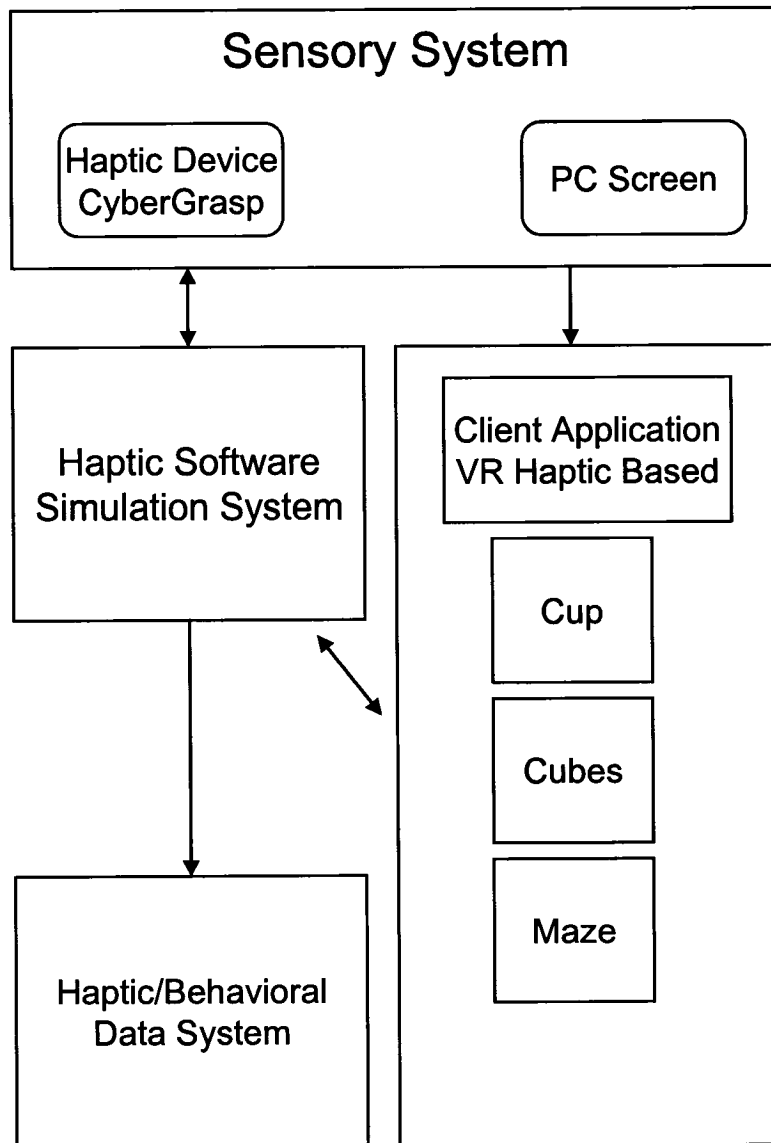 Sensory System
Haptic Device
CyberGrasp
PC Screen
Haptic Software
Simulation System
Client Application
VR Haptic Based
Cup
Cubes
Maze
Haptic/Behavioral
Data System